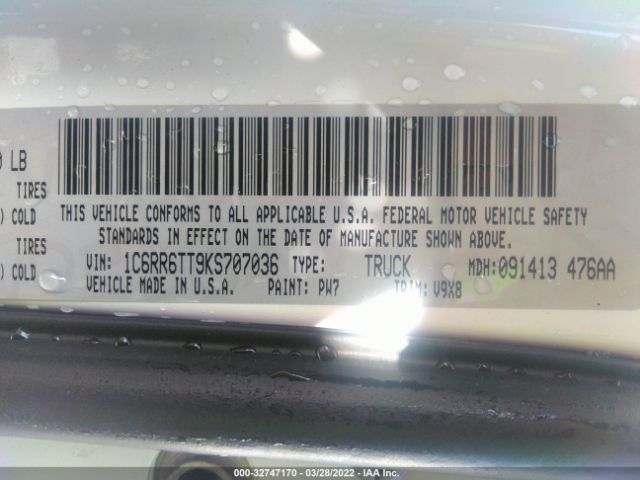 0 LB
TIRES
) COLD
TIRES
) COLD
THIS VEHICLE CONFORMS TO ALL APPLICABLE U.S.A. FEDERAL MOTOR VEHICLE SAFETY
STANDARDS IN EFFECT ON THE DATE OF MANUFACTURE SHOWN ABOVE.
VIN: 1C6RR6TT9KS707036 TYPE: TRUCK MDH:091413 476AA
VEHICLE MADE IN U.S.A. PAINT: PW7 TRIM: V9X8
000-32747170 | 03/28/2022 - IAA Inc.